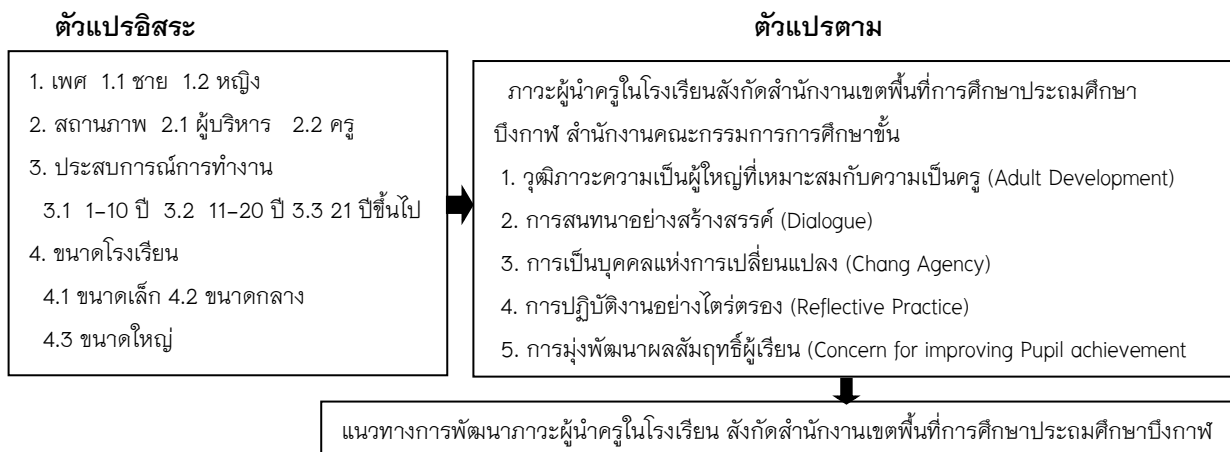 ตัวแปรอิสระ
1. เพศ 1.1 ชาย 1.2 หญิง
2. สถานภาพ 2.1 ผู้บริหาร 2.2 ครู
3. ประสบการณ์การทำงาน
3.1 1–10 ปี 3.2 11–20 ปี 3.3 21 ปีขึ้นไป
4. ขนาดโรงเรียน
4.1 ขนาดเล็ก 4.2 ขนาดกลาง
4.3 ขนาดใหญ่
ตัวแปรตาม
ภาวะผู้นำครูในโรงเรียนสังกัดสำนักงานเขตพื้นที่การศึกษาประถมศึกษา
บึงกาฬ สำนักงานคณะกรรมการการศึกษาขั้น
1. วุฒิภาวะความเป็นผู้ใหญ่ที่เหมาะสมกับความเป็นครู (Adult Development)
2. การสนทนาอย่างสร้างสรรค์ (Dialogue)
3. การเป็นบุคคลแห่งการเปลี่ยนแปลง (Chang Agency)
4. การปฏิบัติงานอย่างไตร่ตรอง (Reflective Practice)
5. การมุ่งพัฒนาผลสัมฤทธิ์ผู้เรียน (Concern for improving Pupil achievement
แนวทางการพัฒนาภาวะผู้นำครูในโรงเรียน สังกัดสำนักงานเขตพื้นที่การศึกษาประถมศึกษาบึงกาฬ